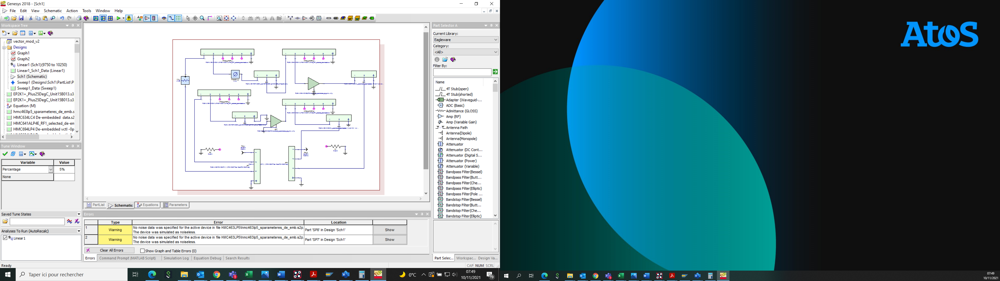 Genesys 2018 - [Sch1]
File Edit View Schematic Action Tools Window Help
Workspace Tree
vector_mod_v2
Designs
Graph1
Graph2
Linear1 (Sch1)(9750 to 10250)
Linear1_Sch1_Data (Linear1)
Sch1 (Schematic)
Sweep1 (Designs\Sch1\PartList\P
Sweep1_Data (Sweep1)
EP2K1+_Plus25DegC_Unit15B013.s3
EP2K1+_Plus25DegC_Unit15B013.s3
Equation (M)
hmc463lp5_sparameteres_de_emb.s
HMC634LC4 De-embedded data.s2
HMC641ALP4E_RF1_selected_de-em
HMC694LP4 De-embedded vctl -0p
Tune Window
Variable Value
Percentage 5%
None
Saved Tune States
Analyses To Run (AutoRecalc)
Sij Linear1
PartList Schematic Equations Parameters
Errors
Type Error Location
1 Warning No noise data was specified for the active device in file HMC463LP5\hmc463lp5_sparameteres_de_emb.s2p. Part 'SP8' in Design 'Sch1' Show
The device was simulated as noiseless.
2 Warning No noise data was specified for the active device in file HMC463LP5\hmc463lp5_sparameteres_de_emb.s2p. Part 'SP7' in Design 'Sch1' Show
The device was simulated as noiseless.
Clear All Errors Show Graph and Table Errors (0)
Errors Command Prompt (MATLAB Script) Simulation Log Equation Debug Search Results
Ready
CAP NUM SCRL
Part Selector A
Current Library:
Eagleware
Category:
<All>
Filter By:
Name
4T Stub(open)
4T Stub(shorted)
Adapter (Waveguid-...
ADC (Basic)
Admittance (GLOSS)
Amp (RF)
Amp (Variable Gain)
Antenna Path
Antenna(Dipole)
Antenna(Monopole)
Attenuator
Attenuator (DC Cont...
Attenuator (Digital S...
Attenuator (Power)
Attenuator (Variable)
Bandpass Filter(Bessel)
Bandpass Filter(Butt...
Bandpass Filter(Che...
Bandpass Filter(Elliptic)
Bandpass Filter(Pole ...
Bandstop Filter(Bessel)
Bandstop Filter(Butt...
Bandstop Filter(Che...
Bandstop Filter(Elliptic)
Part Selec... Workspac... Design Va...
Taper ici pour rechercher
0°C
07:49
10/11/2021
19
Atos
07:49
10/11/2021